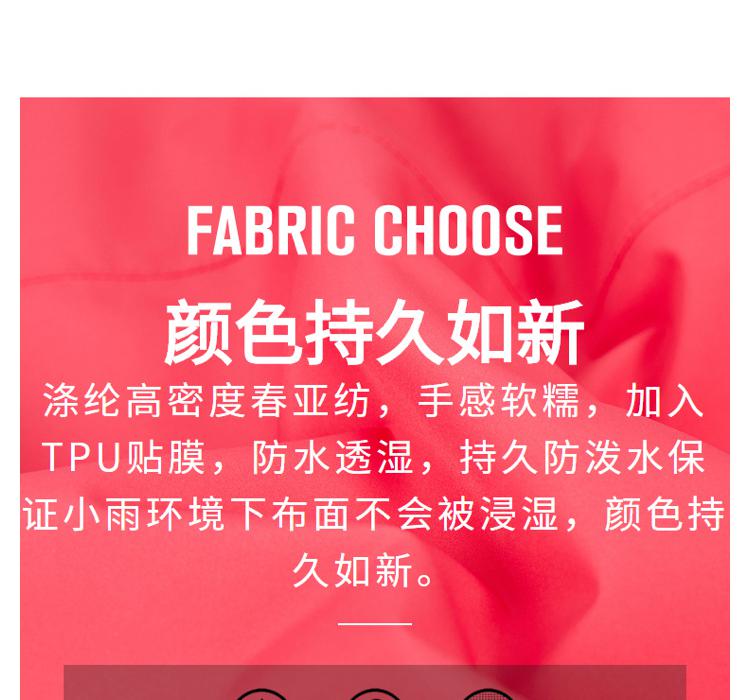 FABRIC CHOOSE
颜色持久如新
涤纶高密度春亚纺，手感软糯，加入
TPU贴膜，防水透湿，持久防泼水保
证小雨环境下布面不会被浸湿，颜色持
久如新。